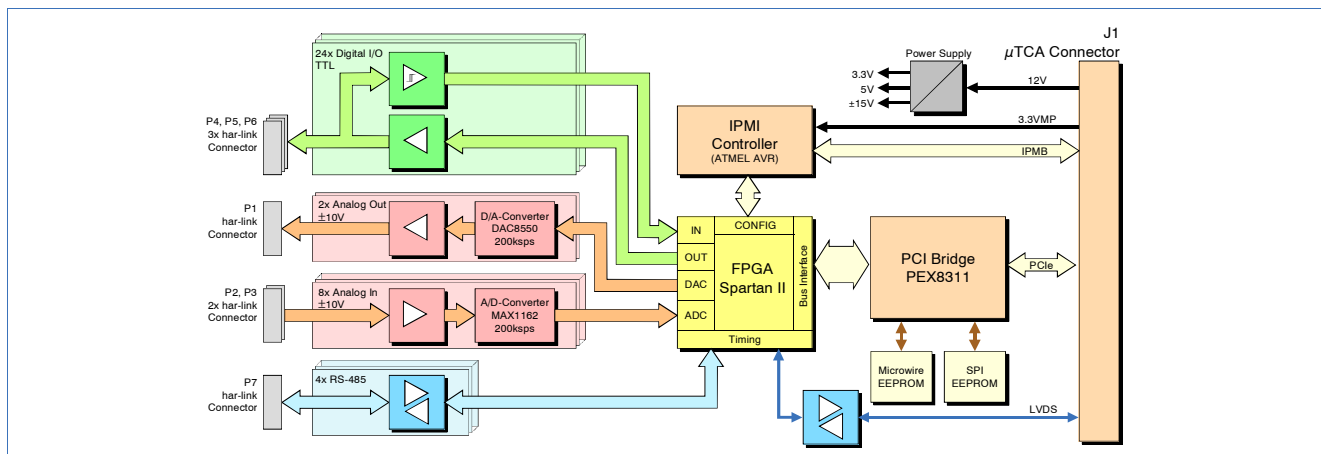 J1
µTCA Connector
Power Supply
3.3V
5V
±15V
12V
24x Digital I/O
TTL
P4, P5, P6
3x har-link
Connector
IPMI
Controller
(ATMEL AVR)
3.3VMP
IPMB
P1
har-link
Connector
2x Analog Out
±10V
D/A-Converter
DAC8550
200ksps
IN
OUT
DAC
ADC
CONFIG
FPGA
Spartan II
Bus Interface
Timing
PCI Bridge
PEX8311
PCIe
P2, P3
2x har-link
Connector
8x Analog In
±10V
A/D-Converter
MAX1162
200ksps
Microwire
EEPROM
SPI
EEPROM
P7
har-link
Connector
4x RS-485
LVDS